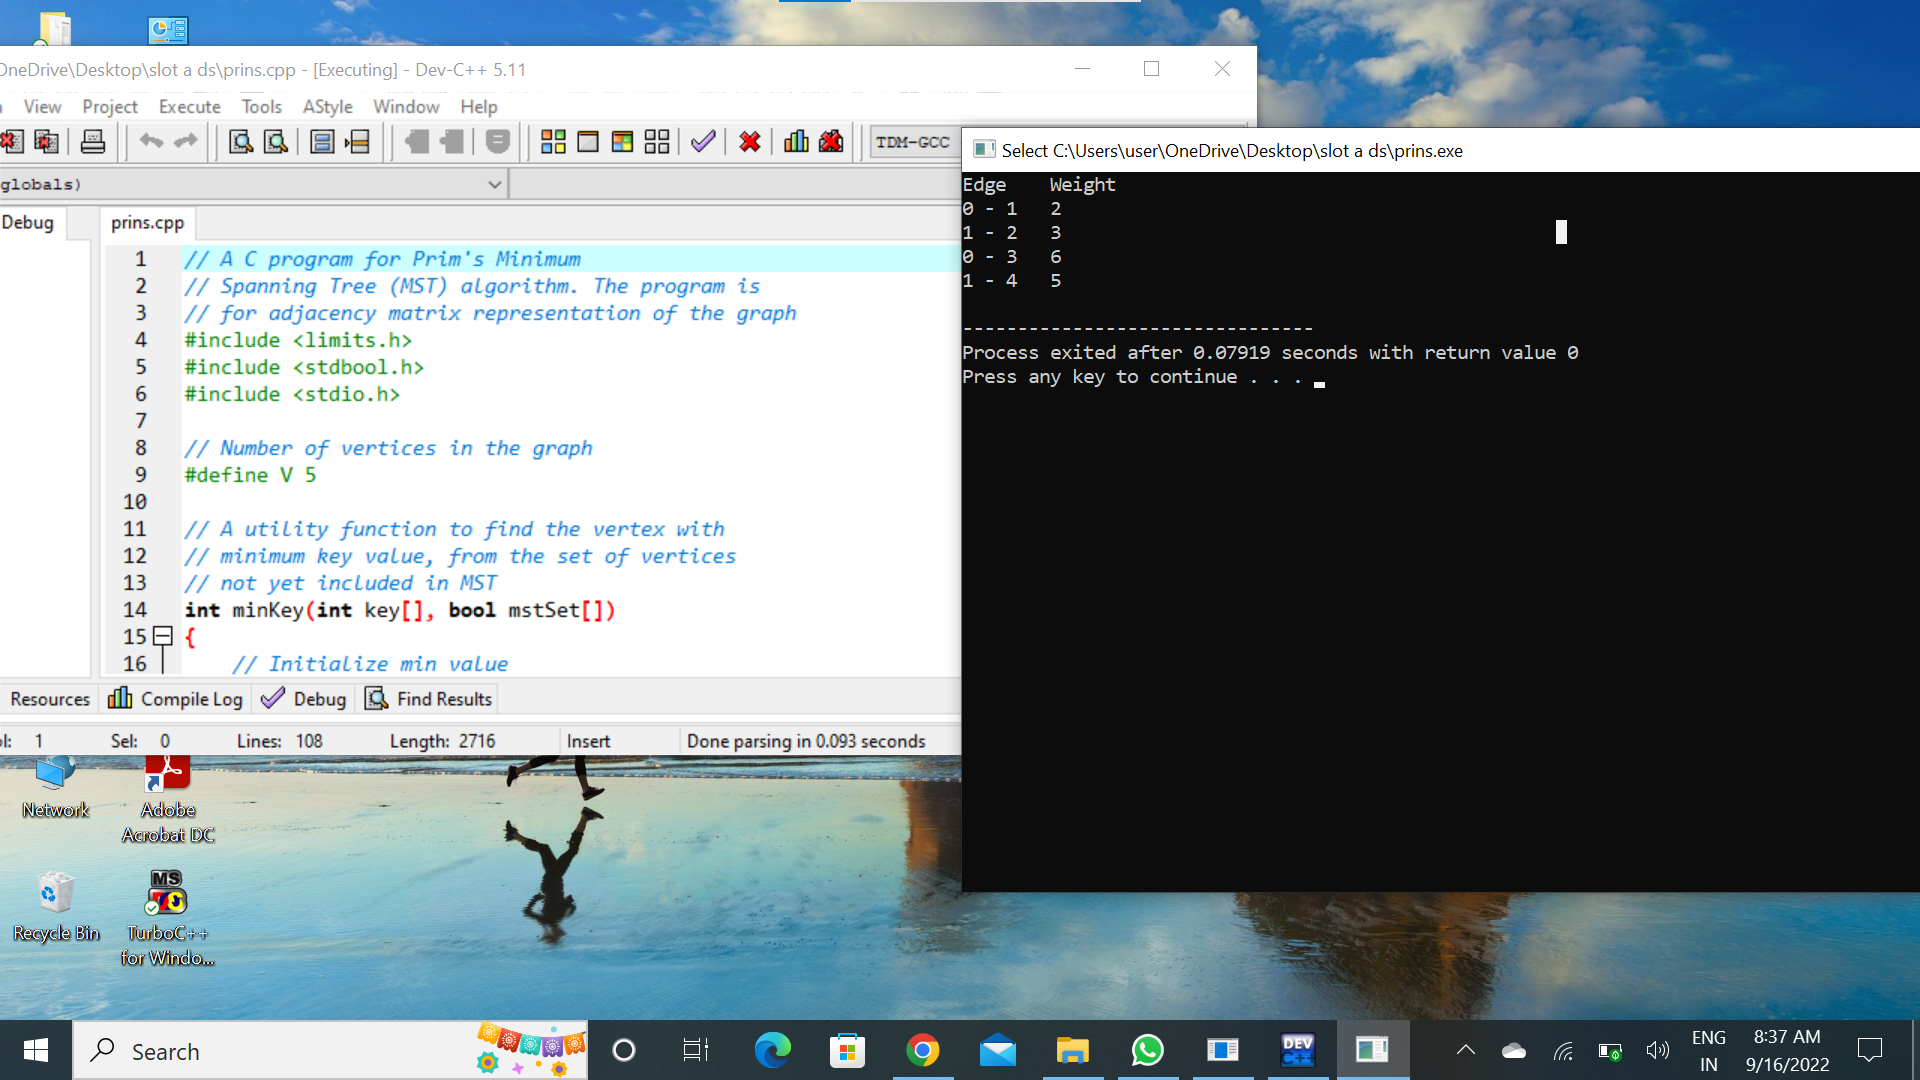 OneDrive\Desktop\slot a ds\prins.cpp - [Executing] - Dev-C++ 5.11
View Project Execute Tools AStyle Window Help
TDM-GCC
globals)
Debug prins.cpp
1 // A C program for Prim's Minimum
2 // Spanning Tree (MST) algorithm. The program is
3 // for adjacency matrix representation of the graph
4 #include <limits.h>
5 #include <stdbool.h>
6 #include <stdio.h>
7
8 // Number of vertices in the graph
9 #define V 5
10
11 // A utility function to find the vertex with
12 // minimum key value, from the set of vertices
13 // not yet included in MST
14 int minKey(int key[], bool mstSet[])
15 {
16 // Initialize min value
Resources Compile Log Debug Find Results
1 Sel: 0 Lines: 108 Length: 2716 Insert Done parsing in 0.093 seconds
Select C:\Users\user\OneDrive\Desktop\slot a ds\prins.exe
Edge Weight
0 - 1 2
1 - 2 3
0 - 3 6
1 - 4 5
--------------------------------
Process exited after 0.07919 seconds with return value 0
Press any key to continue . . .
Network
Adobe
Acrobat DC
MS
TC
Recycle Bin
TurboC++
for Windo...
Search
DEV
C++
ENG
IN
8:37 AM
9/16/2022